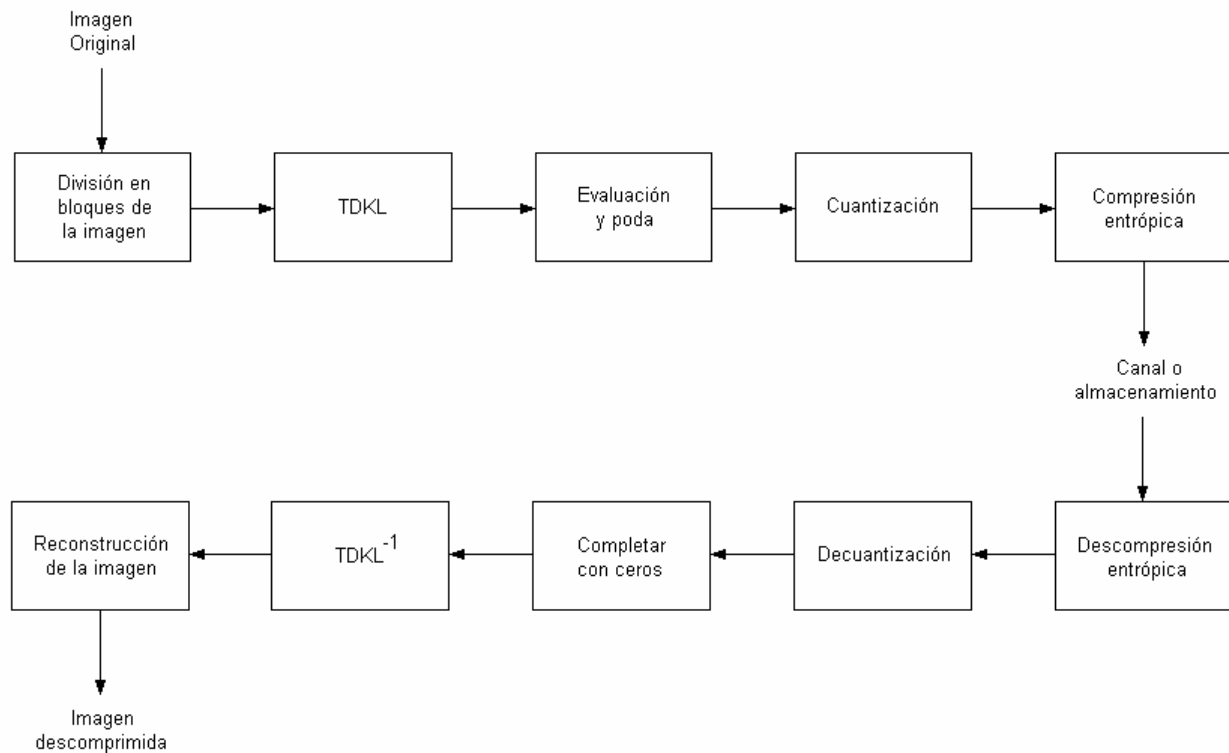 Imagen
Original
División en
bloques de
la imagen
TDKL
Evaluación
y poda
Cuantización
Compresión
entrópica
Canal o
almacenamiento
Descompresión
entrópica
Decuantización
Completar
con ceros
TDKL-1
Reconstrucción
de la imagen
Imagen
descomprimida